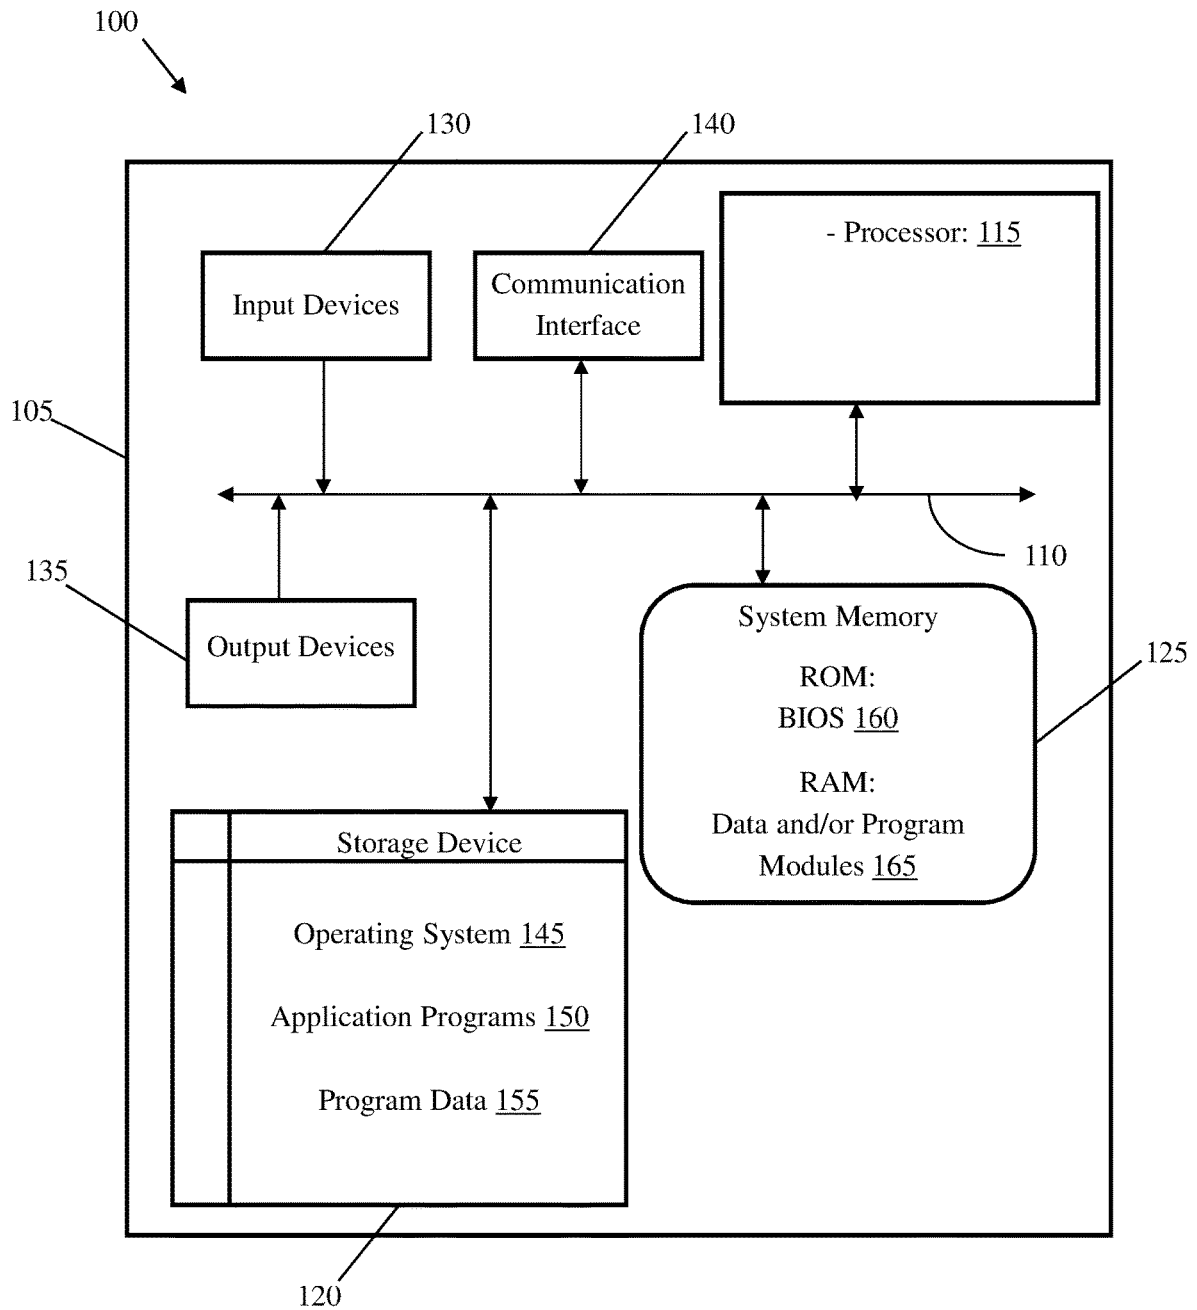 100
130
140
- Processor: 115
Input Devices
Communication
Interface
105
110
135
Output Devices
System Memory
ROM:
BIOS 160
RAM:
Data and/or Program
Modules 165
125
Storage Device
Operating System 145
Application Programs 150
Program Data 155
120